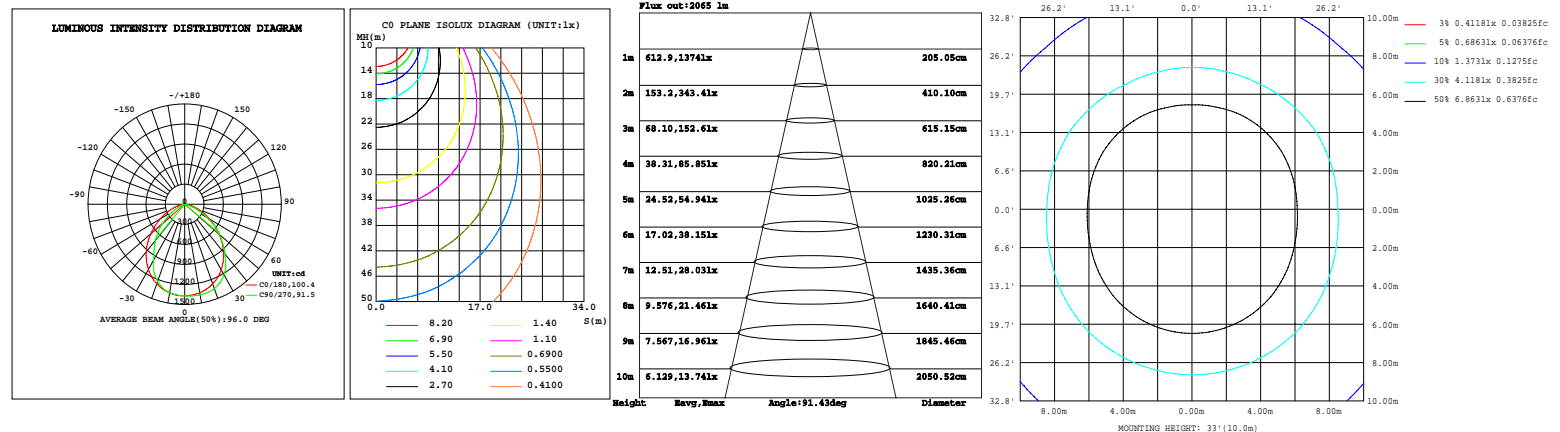 LUMINOUS INTENSITY DISTRIBUTION DIAGRAM
-/+180
-150
150
-120
120
-90
90
-60
60
-30
30
0
0
300
600
900
1200
1500
UNIT:cd
C0/180,100.4
C90/270,91.5
AVERAGE BEAM ANGLE(50%):96.0 DEG
C0 PLANE ISOLUX DIAGRAM (UNIT:lx)
MH(m)
10
14
18
22
26
30
34
38
42
46
50
0.0
17.0
34.0
S(m)
8.20
1.40
6.90
1.10
5.50
0.6900
4.10
0.5500
2.70
0.4100
Flux out:2065 lm
1m 612.9,1374lx 205.05cm
2m 153.2,343.4lx 410.10cm
3m 68.10,152.6lx 615.15cm
4m 38.31,85.85lx 820.21cm
5m 24.52,54.94lx 1025.26cm
6m 17.02,38.15lx 1230.31cm
7m 12.51,28.03lx 1435.36cm
8m 9.576,21.46lx 1640.41cm
9m 7.567,16.96lx 1845.46cm
10m 6.129,13.74lx 2050.52cm
Height Eavg,Emax Angle:91.43deg Diameter
26.2' 13.1' 0.0' 13.1' 26.2'
32.8' 10.00m
26.2' 8.00m
19.7' 6.00m
13.1' 4.00m
6.6' 2.00m
0.0' 0.00m
6.6' 2.00m
13.1' 4.00m
19.7' 6.00m
26.2' 8.00m
32.8' 10.00m
8.00m 4.00m 0.00m 4.00m 8.00m
MOUNTING HEIGHT: 33'(10.0m)
3% 0.4118lx 0.03825fc
5% 0.6863lx 0.06376fc
10% 1.373lx 0.1275fc
30% 4.118lx 0.3825fc
50% 6.863lx 0.6376fc